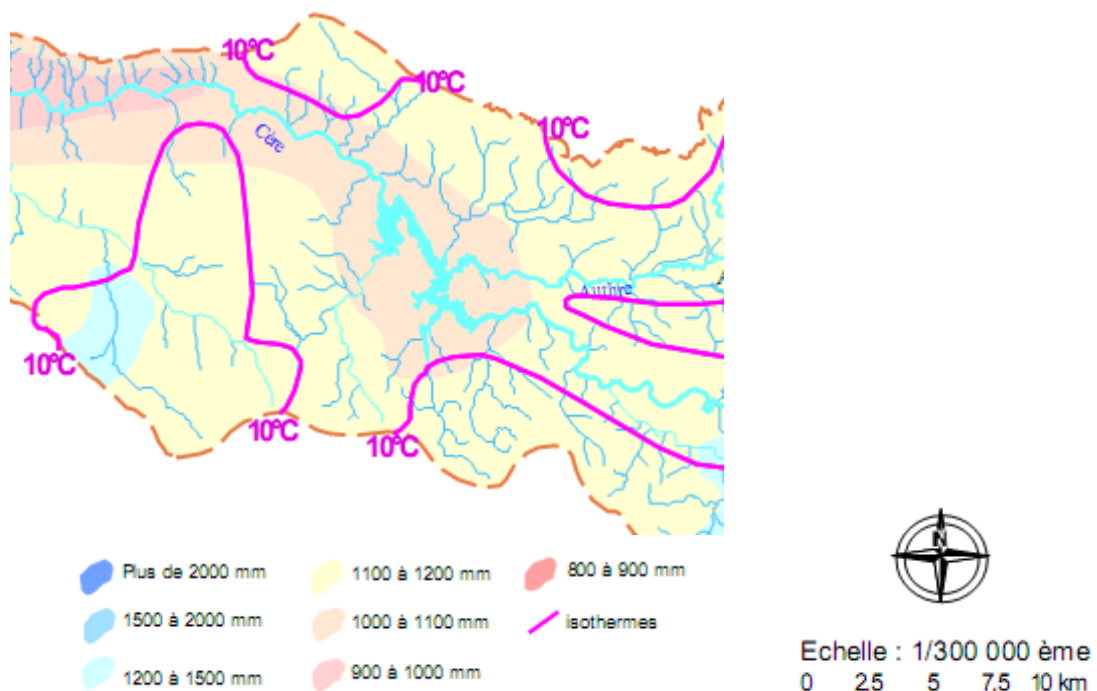 10°C
10°C
10°C
Cère
10°C
10°C
10°C
N
Plus de 2000 mm
1500 à 2000 mm
1200 à 1500 mm
1100 à 1200 mm
1000 à 1100 mm
900 à 1000 mm
800 à 900 mm
isothermes
Echelle : 1/300 000 ème
0 2.5 5 7.5 10 km